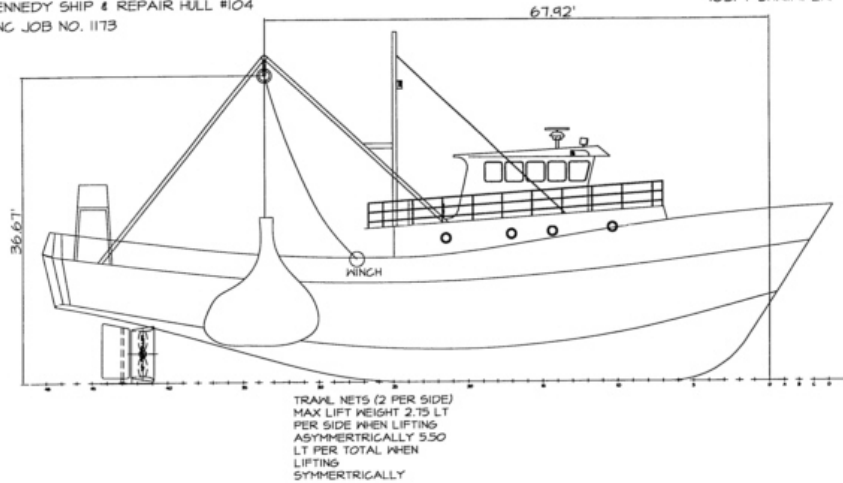 ENNEDY SHIP & REPAIR HULL #104
NC JOB NO. 1173
67.92'
36.67'
WINCH
TRAWL NETS (2 PER SIDE)
MAX LIFT WEIGHT 2.75 LT
PER SIDE WHEN LIFTING
ASYMMERTRICALLY 5.50
LT PER TOTAL WHEN
LIFTING
SYMMERTRICALLY